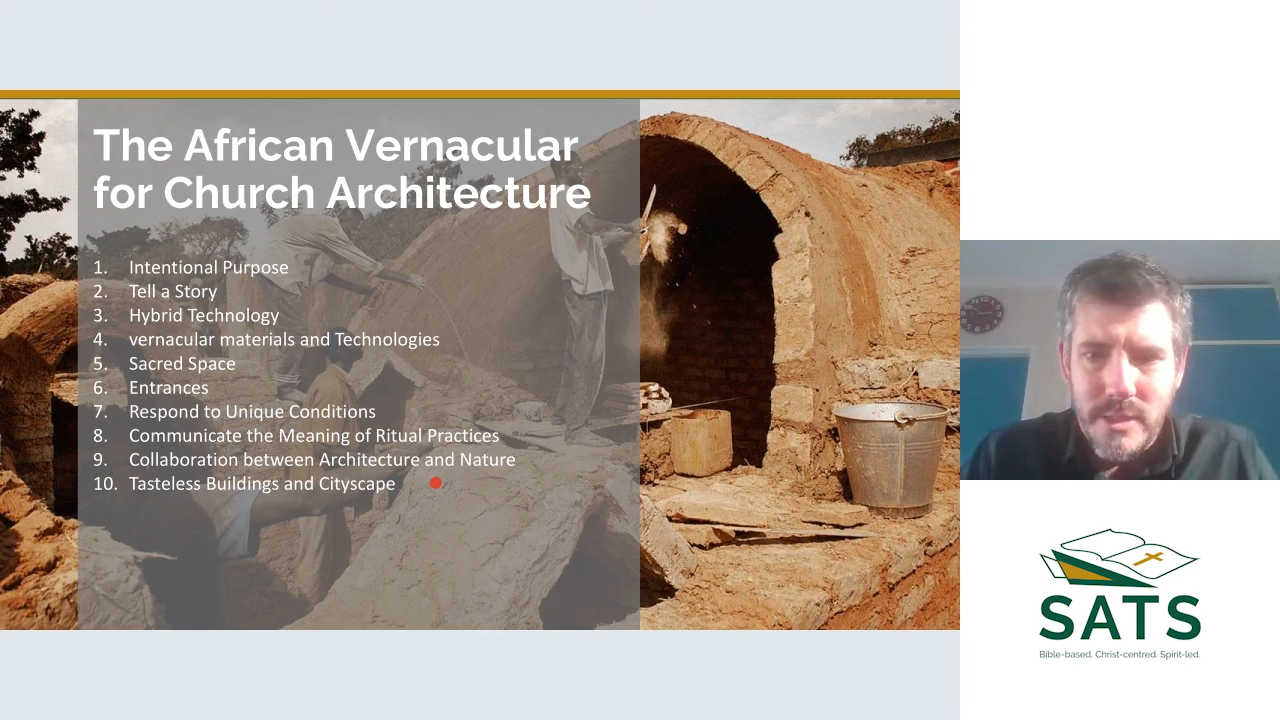 The African Vernacular
for Church Architecture
1. Intentional Purpose
2. Tell a Story
3. Hybrid Technology
4. vernacular materials and Technologies
5. Sacred Space
6. Entrances
7. Respond to Unique Conditions
8. Communicate the Meaning of Ritual Practices
9. Collaboration between Architecture and Nature
10. Tasteless Buildings and Cityscape
SATS
Bible-based. Christ-centred. Spirit-led.